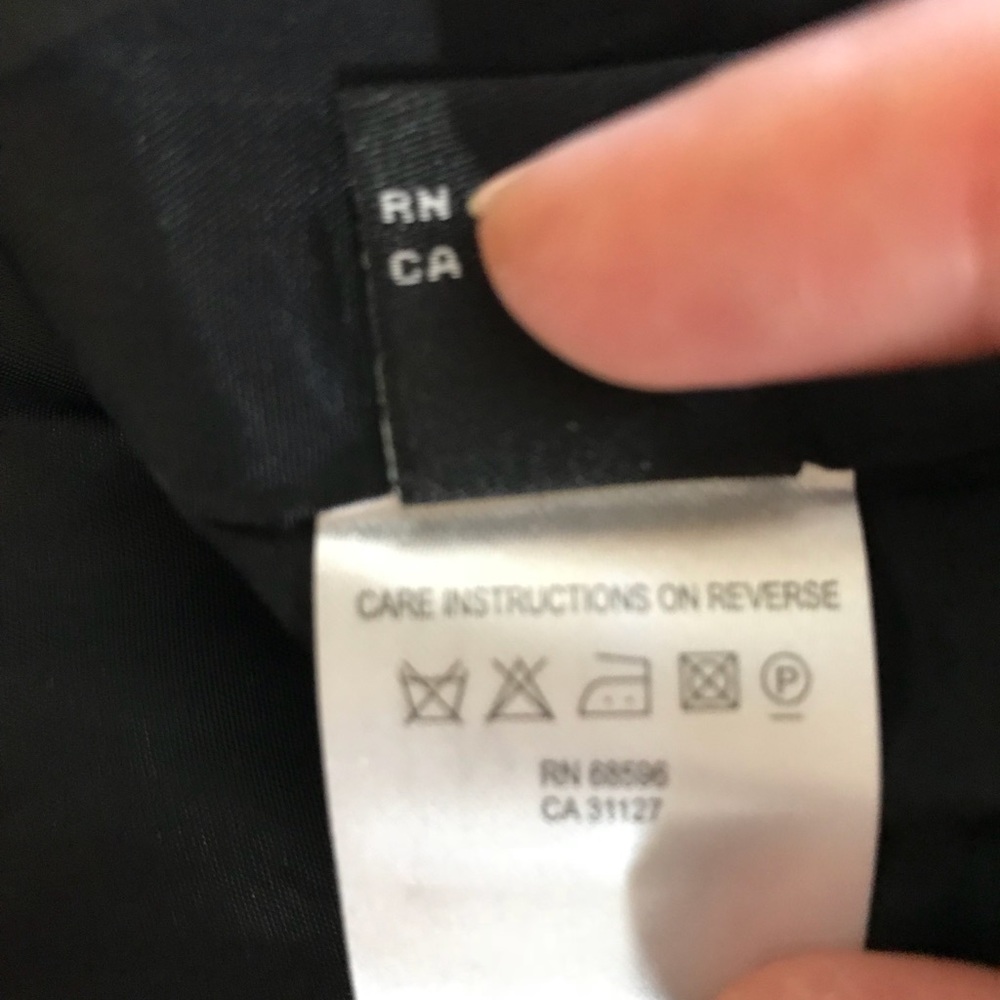 RN
CA
CARE INSTRUCTIONS ON REVERSE
P
RN 68596
CA 31127